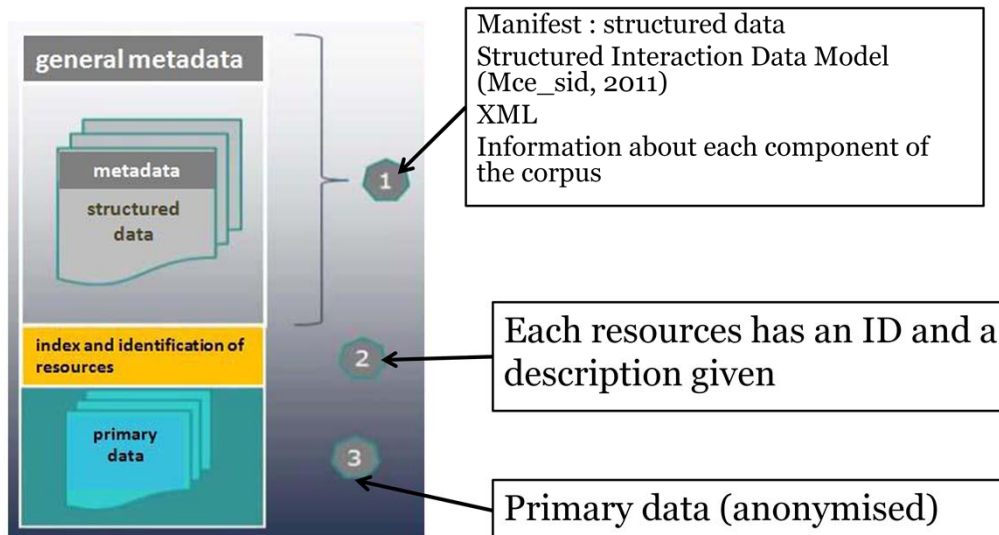 general metadata
metadata
structured
data
index and identification of
resources
primary
data
1
2
3
Manifest : structured data
Structured Interaction Data Model
(Mce_sid, 2011)
XML
Information about each component of
the corpus
Each resources has an ID and a
description given
Primary data (anonymised)